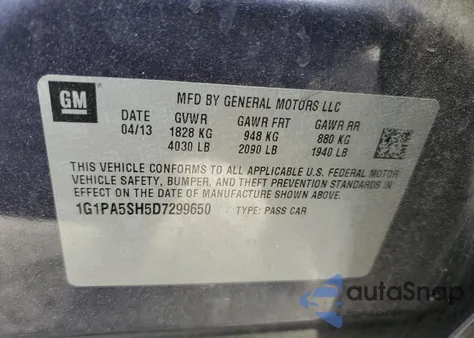 GM
MFD BY GENERAL MOTORS LLC
DATE GVWR GAWR FRT GAWR RR
04/13 1828 KG 948 KG 880 KG
4030 LB 2090 LB 1940 LB
THIS VEHICLE CONFORMS TO ALL APPLICABLE U.S. FEDERAL MOTOR
VEHICLE SAFETY, BUMPER, AND THEFT PREVENTION STANDARDS
IN EFFECT ON THE DATE OF MANUFACTURE SHOWN ABOVE.
1G1PA5SH5D7299650 TYPE: PASS CAR
autoSnap